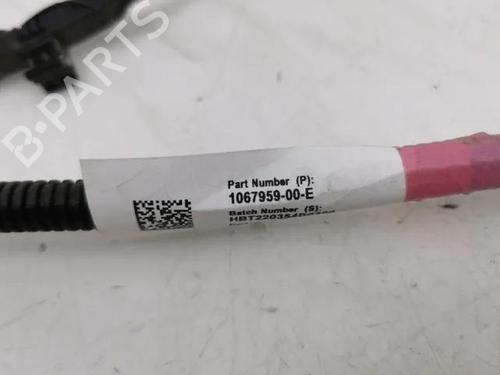 B-PARTS
Part Number (P):
1067959-00-E
Batch Number (S):